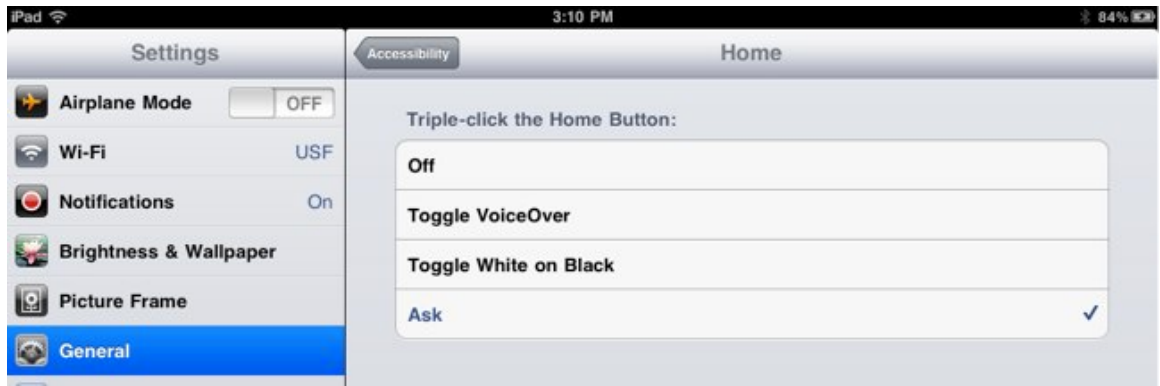 iPad 3:10 PM 84%
Settings
Airplane Mode OFF
Wi-Fi USF
Notifications On
Brightness & Wallpaper
Picture Frame
General
Accessibility Home
Triple-click the Home Button:
Off
Toggle VoiceOver
Toggle White on Black
Ask